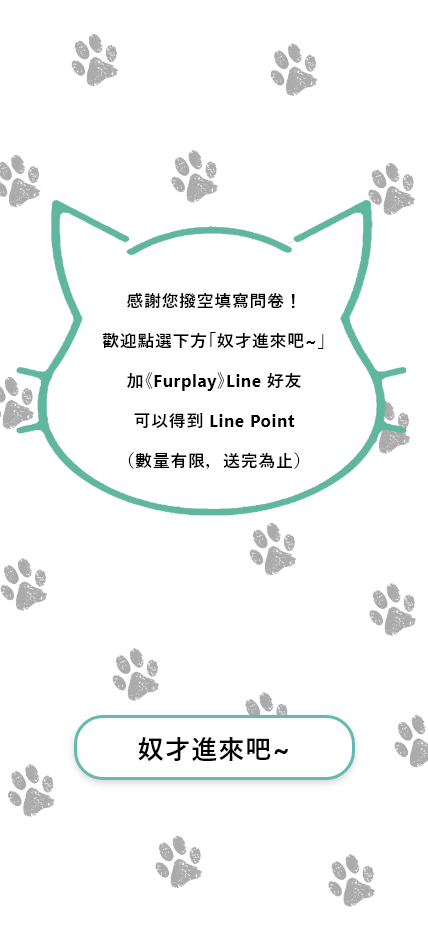 感謝您撥空填寫問卷！
歡迎點選下方「奴才進來吧~」
加《Furplay》Line 好友
可以得到 Line Point
（數量有限，送完為止）
奴才進來吧~